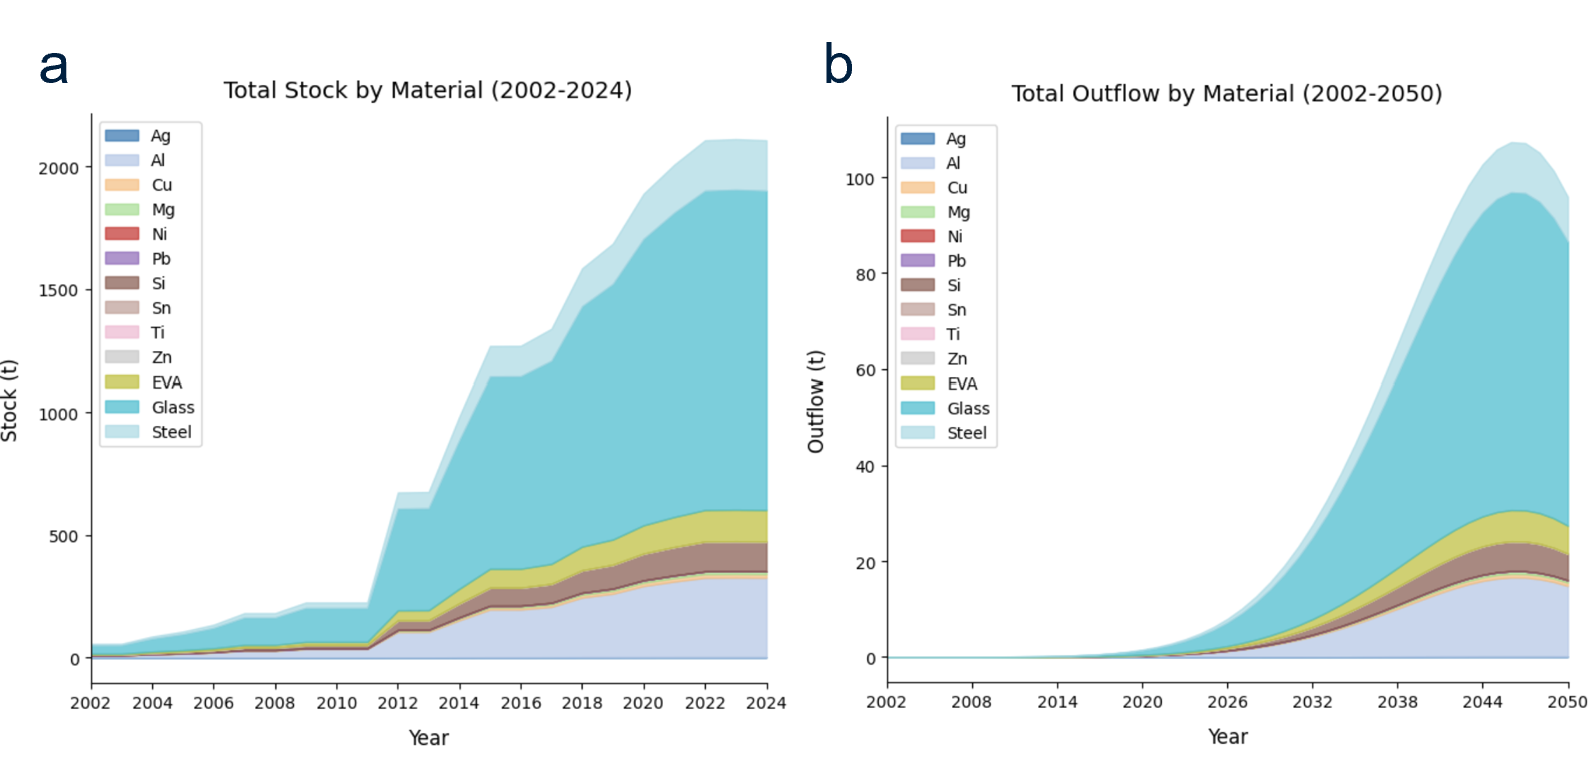 a
Total Stock by Material (2002-2024)
Stock (t)
2000
1500
1000
500
0
Ag
Al
Cu
Mg
Ni
Pb
Si
Sn
Ti
Zn
EVA
Glass
Steel
2002 2004 2006 2008 2010 2012 2014 2016 2018 2020 2022 2024
Year
b
Total Outflow by Material (2002-2050)
Outflow (t)
100
80
60
40
20
0
Ag
Al
Cu
Mg
Ni
Pb
Si
Sn
Ti
Zn
EVA
Glass
Steel
2002 2008 2014 2020 2026 2032 2038 2044 2050
Year